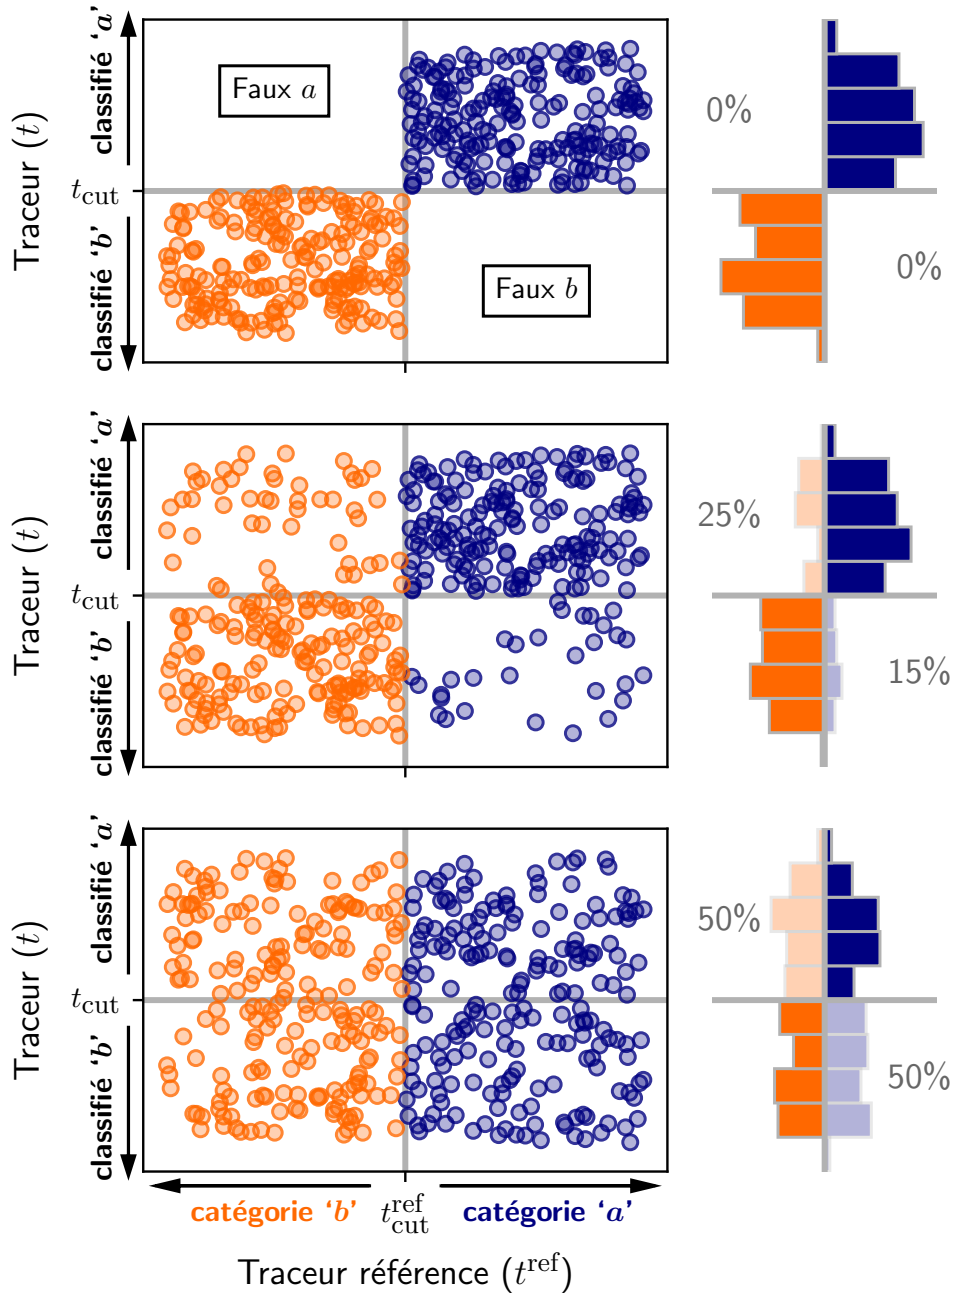 Traceur (t)
classifié ‘a’
t_cut
classifié ‘b’
Faux a
Faux b
0%
0%
Traceur (t)
classifié ‘a’
t_cut
classifié ‘b’
25%
15%
Traceur (t)
classifié ‘a’
t_cut
classifié ‘b’
50%
50%
catégorie ‘b’ t_cut^ref catégorie ‘a’
Traceur référence (t^ref)